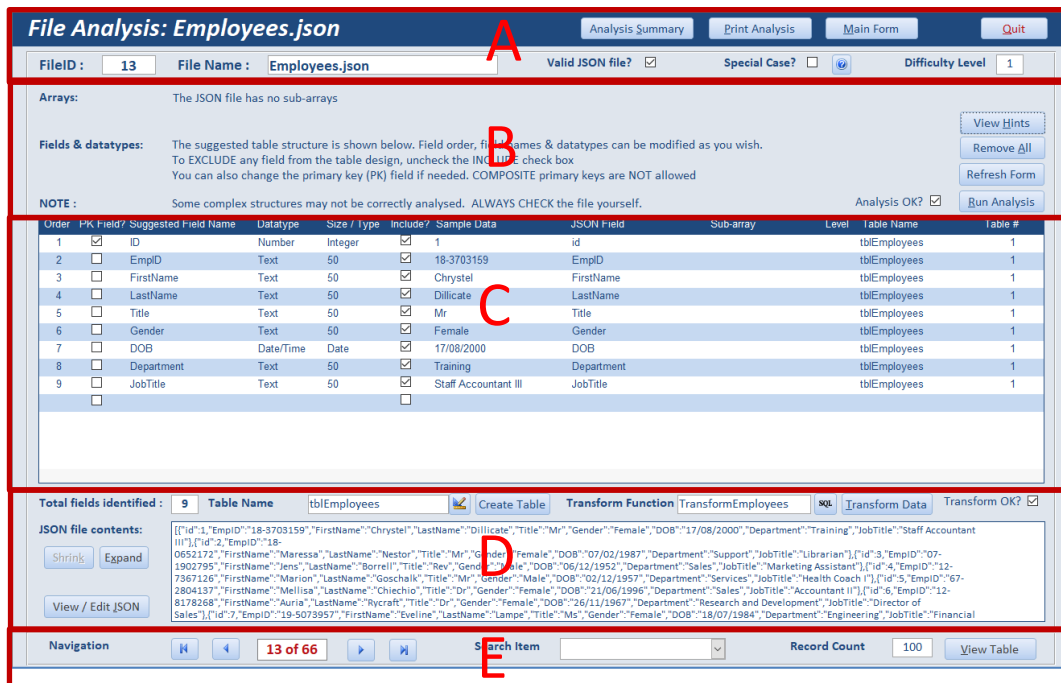 File Analysis: Employees.json A Analysis Summary Print Analysis Main Form Quit
FileID : 13 File Name : Employees.json Valid JSON file? Special Case? Difficulty Level 1
Arrays: The JSON file has no sub-arrays
View Hints
B
Fields & datatypes: The suggested table structure is shown below. Field order, field names & datatypes can be modified as you wish. Remove All
To EXCLUDE any field from the table design, uncheck the INCLUDE check box
You can also change the primary key (PK) field if needed. COMPOSITE primary keys are NOT allowed Refresh Form
NOTE : Some complex structures may not be correctly analysed. ALWAYS CHECK the file yourself. Analysis OK? Run Analysis
Order PK Field? Suggested Field Name Datatype Size / Type Include? Sample Data JSON Field Sub-array Level Table Name Table #
1 ID Number Integer 1 id tblEmployees 1
2 EmpID Text 50 18-3703159 EmpID tblEmployees 1
3 FirstName Text 50 Chrystel FirstName tblEmployees 1
4 LastName Text 50 Dillicate LastName tblEmployees 1
C
5 Title Text 50 Mr Title tblEmployees 1
6 Gender Text 50 Female Gender tblEmployees 1
7 DOB Date/Time Date 17/08/2000 DOB tblEmployees 1
8 Department Text 50 Training Department tblEmployees 1
9 JobTitle Text 50 Staff Accountant III JobTitle tblEmployees 1
Total fields identified : 9 Table Name tblEmployees Create Table Transform Function TransformEmployees SQL Transform Data Transform OK?
JSON file contents: [{"id":1,"EmpID":"18-3703159","FirstName":"Chrystel","LastName":"Dillicate","Title":"Mr","Gender":"Female","DOB":"17/08/2000","Department":"Training","JobTitle":"Staff Accountant
III"},{"id":2,"EmpID":"18-
Shrink Expand 0652172","FirstName":"Maressa","LastName":"Nestor","Title":"Mr","Gender":"Female","DOB":"07/02/1987","Department":"Support","JobTitle":"Librarian"},{"id":3,"EmpID":"07-
D
1902795","FirstName":"Jens","LastName":"Borrell","Title":"Rev","Gender":"Male","DOB":"06/12/1952","Department":"Sales","JobTitle":"Marketing Assistant"},{"id":4,"EmpID":"12-
7367126","FirstName":"Marion","LastName":"Goschalk","Title":"Mr","Gender":"Male","DOB":"02/12/1957","Department":"Services","JobTitle":"Health Coach I"},{"id":5,"EmpID":"67-
2804137","FirstName":"Mellisa","LastName":"Chiechio","Title":"Dr","Gender":"Female","DOB":"21/06/1996","Department":"Sales","JobTitle":"Accountant II"},{"id":6,"EmpID":"12-
View / Edit JSON 8178268","FirstName":"Auria","LastName":"Rycraft","Title":"Dr","Gender":"Female","DOB":"26/11/1967","Department":"Research and Development","JobTitle":"Director of
Sales"},{"id":7,"EmpID":"19-5073957","FirstName":"Eveline","LastName":"Lampe","Title":"Ms","Gender":"Female","DOB":"18/07/1984","Department":"Engineering","JobTitle":"Financial
Navigation 13 of 66 Search Item Record Count 100 View Table
E